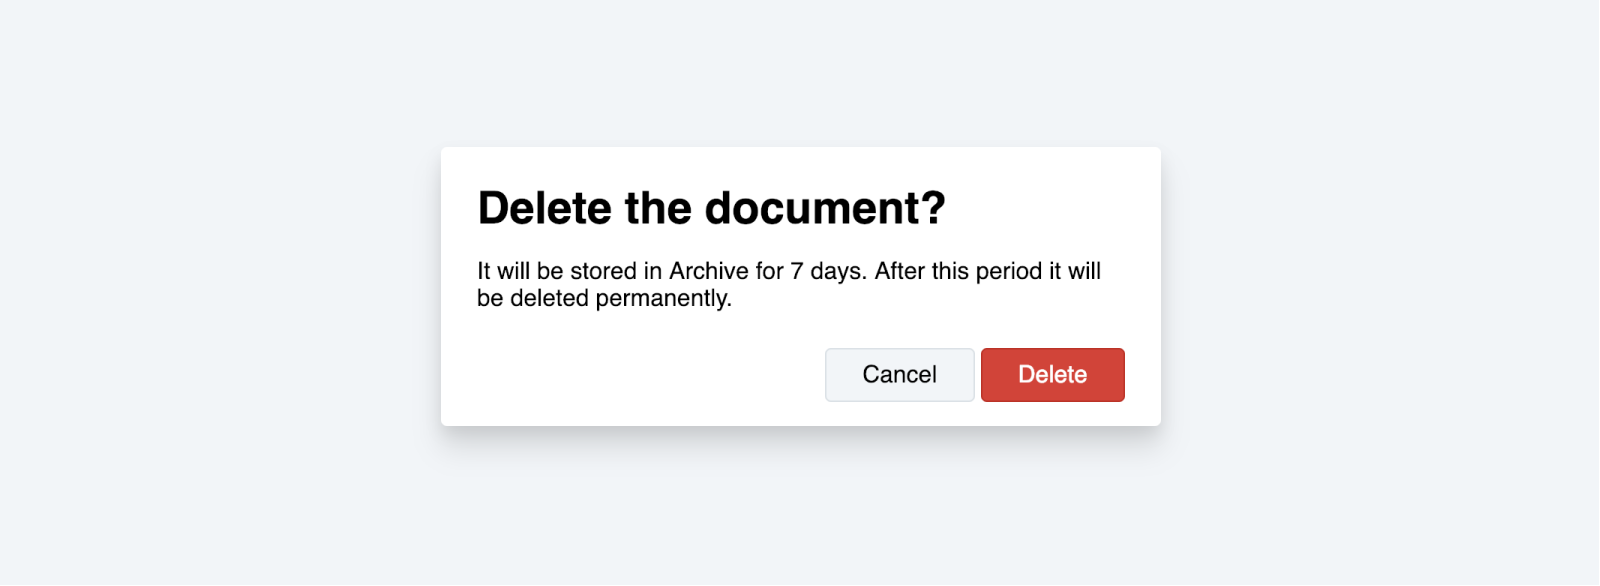 Delete the document?
It will be stored in Archive for 7 days. After this period it will
be deleted permanently.
Cancel
Delete